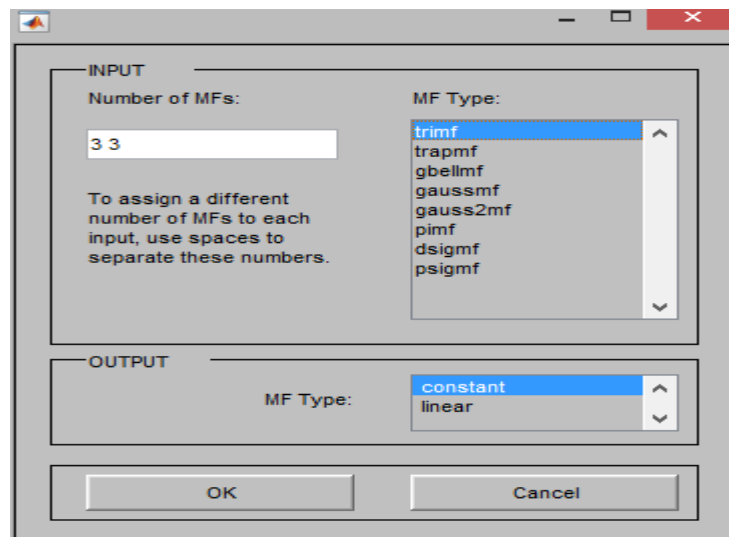 INPUT
Number of MFs:
3 3
To assign a different
number of MFs to each
input, use spaces to
separate these numbers.
MF Type:
trimf
trapmf
gbellmf
gaussmf
gauss2mf
pimf
dsigmf
psigmf
OUTPUT
MF Type:
constant
linear
OK
Cancel